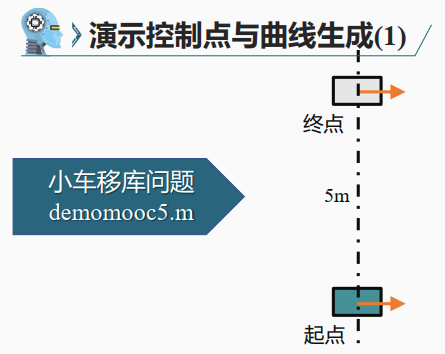 演示控制点与曲线生成(1)
终点
小车移库问题
demomooc5.m
5m
起点